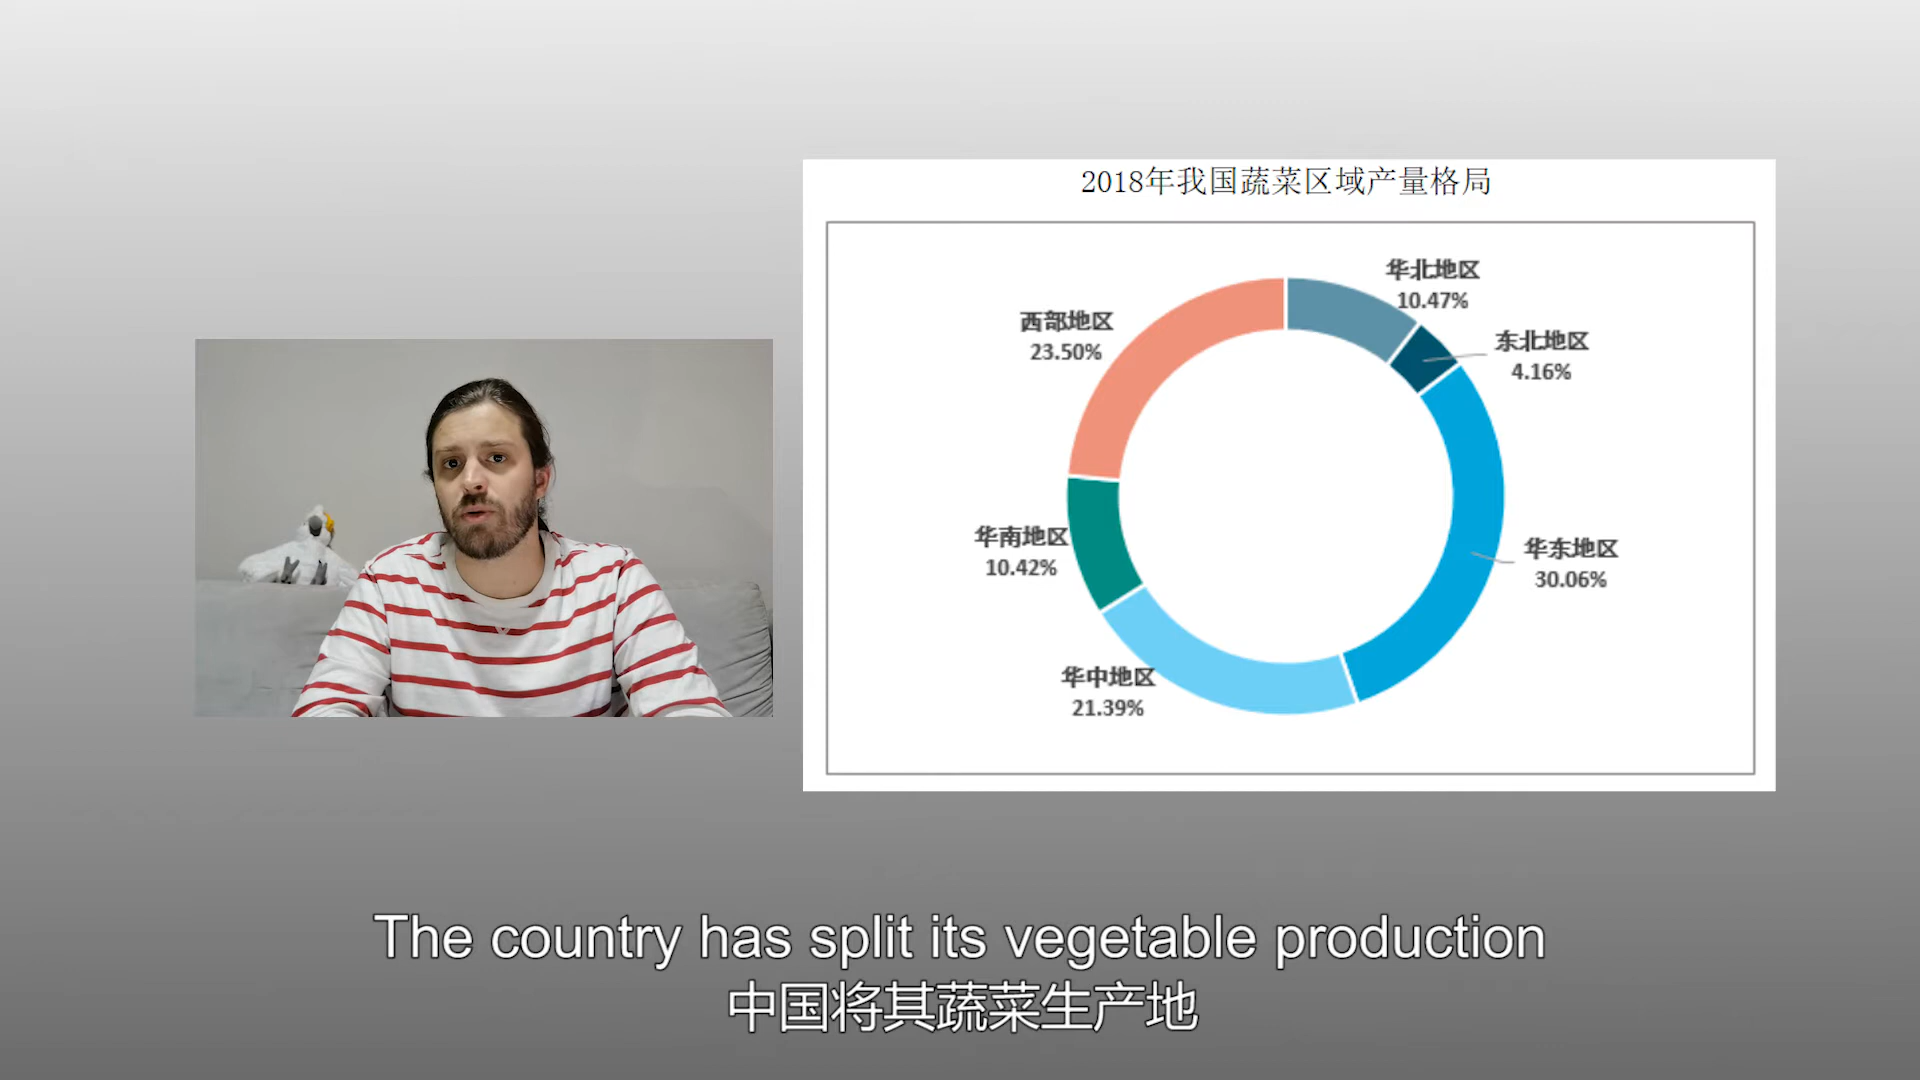 2018年我国蔬菜区域产量格局
华北地区
10.47%
东北地区
4.16%
华东地区
30.06%
华中地区
21.39%
华南地区
10.42%
西部地区
23.50%
The country has split its vegetable production
中国将其蔬菜生产地